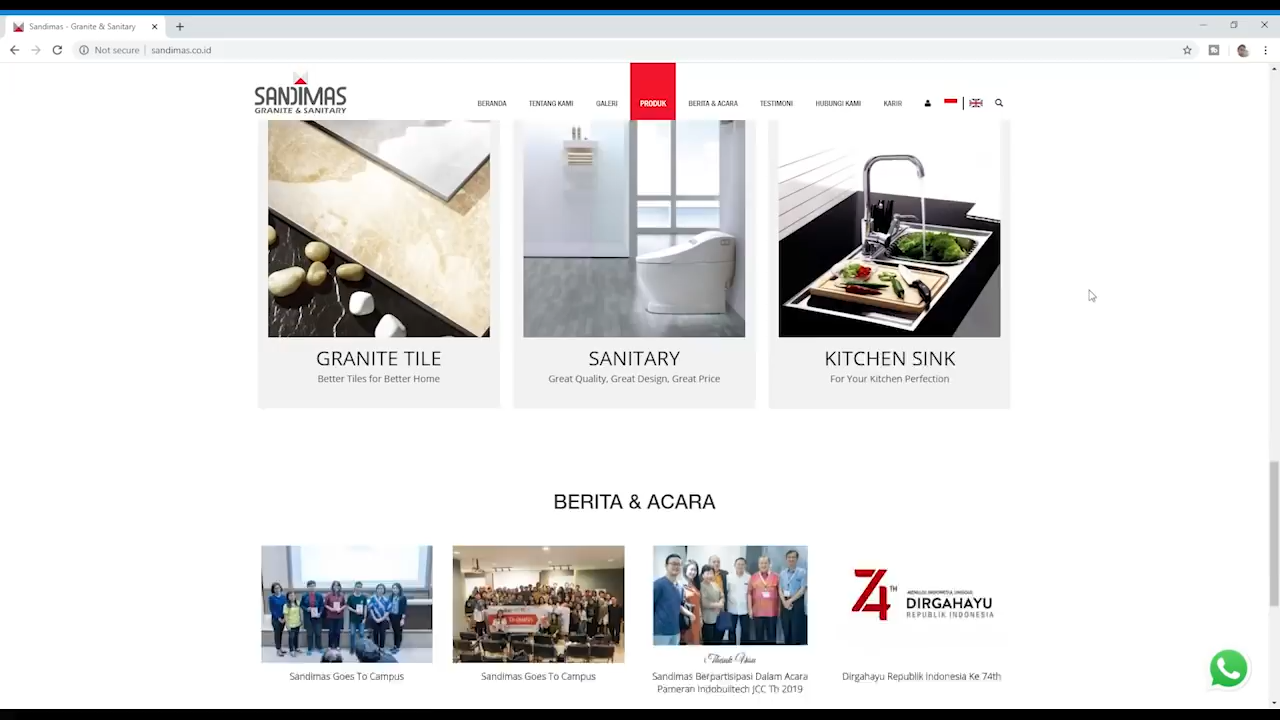 Sandimas - Granite & Sanitary
Not secure
sandimas.co.id
SANDIMAS
GRANITE & SANITARY
BERANDA
TENTANG KAMI
GALERI
PRODUK
BERITA & ACARA
TESTIMONI
HUBUNGI KAMI
KARIR
GRANITE TILE
Better Tiles for Better Home
SANITARY
Great Quality, Great Design, Great Price
KITCHEN SINK
For Your Kitchen Perfection
BERITA & ACARA
Thank You
74TH
DIRGAHAYU
REPUBLIK INDONESIA
Sandimas Goes To Campus
Sandimas Goes To Campus
Sandimas Berpartisipasi Dalam Acara
Pameran Indobuiltech JCC Th 2019
Dirgahayu Republik Indonesia Ke 74th